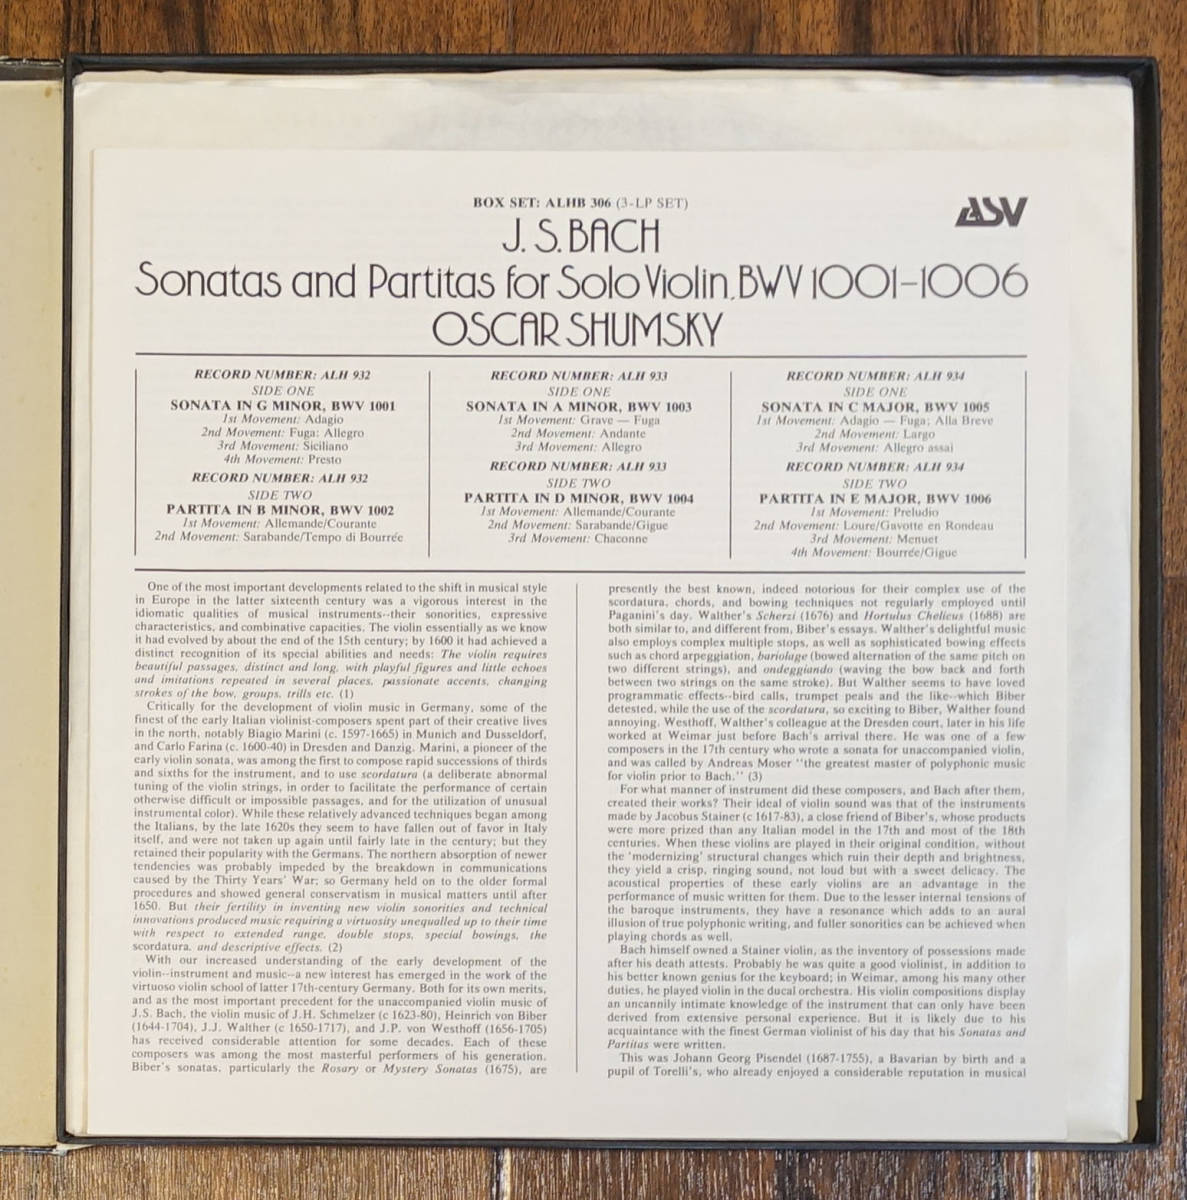 BOX SET: ALHB 306 (3-LP SET)
ASV
J. S. BACH
Sonatas and Partitas for Solo Violin, BWV 1001-1006
OSCAR SHUMSKY
RECORD NUMBER: ALH 932
SIDE ONE
SONATA IN G MINOR, BWV 1001
1st Movement: Adagio
2nd Movement: Fuga: Allegro
3rd Movement: Siciliano
4th Movement: Presto
RECORD NUMBER: ALH 932
SIDE TWO
PARTITA IN B MINOR, BWV 1002
1st Movement: Allemande/Courante
2nd Movement: Sarabande/Tempo di Bourrée
RECORD NUMBER: ALH 933
SIDE ONE
SONATA IN A MINOR, BWV 1003
1st Movement: Grave — Fuga
2nd Movement: Andante
3rd Movement: Allegro
RECORD NUMBER: ALH 933
SIDE TWO
PARTITA IN D MINOR, BWV 1004
1st Movement: Allemande/Courante
2nd Movement: Sarabande/Gigue
3rd Movement: Chaconne
RECORD NUMBER: ALH 934
SIDE ONE
SONATA IN C MAJOR, BWV 1005
1st Movement: Adagio — Fuga; Alla Breve
2nd Movement: Largo
3rd Movement: Allegro assai
RECORD NUMBER: ALH 934
SIDE TWO
PARTITA IN E MAJOR, BWV 1006
1st Movement: Preludio
2nd Movement: Loure/Gavotte en Rondeau
3rd Movement: Menuet
4th Movement: Bourrée/Gigue
One of the most important developments related to the shift in musical style
in Europe in the latter sixteenth century was a vigorous interest in the
idiomatic qualities of musical instruments--their sonorities, expressive
characteristics, and combinative capacities. The violin essentially as we know
it had evolved by about the end of the 15th century; by 1600 it had achieved a
distinct recognition of its special abilities and needs: The violin requires
beautiful passages, distinct and long, with playful figures and little echoes
and imitations repeated in several places, passionate accents, changing
strokes of the bow, groups, trills etc. (1)
Critically for the development of violin music in Germany, some of the
finest of the early Italian violinist-composers spent part of their creative lives
in the north, notably Biagio Marini (c. 1597-1665) in Munich and Dusseldorf,
and Carlo Farina (c. 1600-40) in Dresden and Danzig. Marini, a pioneer of the
early violin sonata, was among the first to compose rapid successions of thirds
and sixths for the instrument, and to use scordatura (a deliberate abnormal
tuning of the violin strings, in order to facilitate the performance of certain
otherwise difficult or impossible passages, and for the utilization of unusual
instrumental color). While these relatively advanced techniques began among
the Italians, by the late 1620s they seem to have fallen out of favor in Italy
itself, and were not taken up again until fairly late in the century; but they
retained their popularity with the Germans. The northern absorption of newer
tendencies was probably impeded by the breakdown in communications
caused by the Thirty Years' War; so Germany held on to the older formal
procedures and showed general conservatism in musical matters until after
1650. But their fertility in inventing new violin sonorities and technical
innovations produced music requiring a virtuosity unequalled up to their time
with respect to extended range, double stops, special bowings, the
scordatura, and descriptive effects. (2)
With our increased understanding of the early development of the
violin--instrument and music--a new interest has emerged in the work of the
virtuoso violin school of latter 17th-century Germany. Both for its own merits,
and as the most important precedent for the unaccompanied violin music of
J.S. Bach, the violin music of J.H. Schmelzer (c 1623-80), Heinrich von Biber
(1644-1704), J.J. Walther (c 1650-1717), and J.P. von Westhoff (1656-1705)
has received considerable attention for some decades. Each of these
composers was among the most masterful performers of his generation.
Biber's sonatas, particularly the Rosary or Mystery Sonatas (1675), are
presently the best known, indeed notorious for their complex use of the
scordatura, chords, and bowing techniques not regularly employed until
Paganini's day. Walther's Scherzi (1676) and Hortulus Chelicus (1688) are
both similar to, and different from, Biber's essays. Walther's delightful music
also employs complex multiple stops, as well as sophisticated bowing effects
such as chord arpeggiation, bariolage (bowed alternation of the same pitch on
two different strings), and ondeggiando (waving the bow back and forth
between two strings on the same stroke). But Walther seems to have loved
programmatic effects--bird calls, trumpet peals and the like--which Biber
detested, while the use of the scordatura, so exciting to Biber, Walther found
annoying. Westhoff, Walther's colleague at the Dresden court, later in his life
worked at Weimar just before Bach's arrival there. He was one of a few
composers in the 17th century who wrote a sonata for unaccompanied violin,
and was called by Andreas Moser "the greatest master of polyphonic music
for violin prior to Bach." (3)
For what manner of instrument did these composers, and Bach after them,
created their works? Their ideal of violin sound was that of the instruments
made by Jacobus Stainer (c 1617-83), a close friend of Biber's, whose products
were more prized than any Italian model in the 17th and most of the 18th
centuries. When these violins are played in their original condition, without
the 'modernizing' structural changes which ruin their depth and brightness,
they yield a crisp, ringing sound, not loud but with a sweet delicacy. The
acoustical properties of these early violins are an advantage in the
performance of music written for them. Due to the lesser internal tensions of
the baroque instruments, they have a resonance which adds to an aural
illusion of true polyphonic writing, and fuller sonorities can be achieved when
playing chords as well.
Bach himself owned a Stainer violin, as the inventory of possessions made
after his death attests. Probably he was quite a good violinist, in addition to
his better known genius for the keyboard; in Weimar, among his many other
duties, he played violin in the ducal orchestra. His violin compositions display
an uncannily intimate knowledge of the instrument that can only have been
derived from extensive personal experience. But it is likely due to his
acquaintance with the finest German violinist of his day that his Sonatas and
Partitas were written.
This was Johann Georg Pisendel (1687-1755), a Bavarian by birth and a
pupil of Torelli's, who already enjoyed a considerable reputation in musical